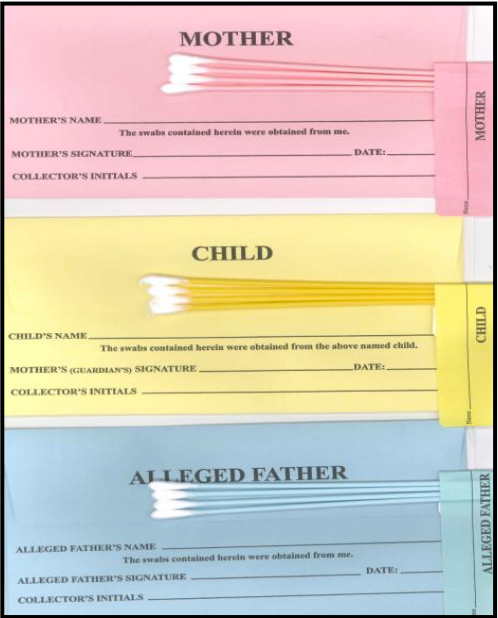 MOTHER
MOTHER'S NAME
The swabs contained herein were obtained from me.
MOTHER'S SIGNATURE DATE:
COLLECTOR'S INITIALS
MOTHER
Name
CHILD
CHILD'S NAME
The swabs contained herein were obtained from the above named child.
MOTHER'S (GUARDIAN'S) SIGNATURE DATE:
COLLECTOR'S INITIALS
CHILD
Name
ALLEGED FATHER
ALLEGED FATHER'S NAME
The swabs contained herein were obtained from me.
ALLEGED FATHER'S SIGNATURE DATE:
COLLECTOR'S INITIALS
ALLEGED FATHER